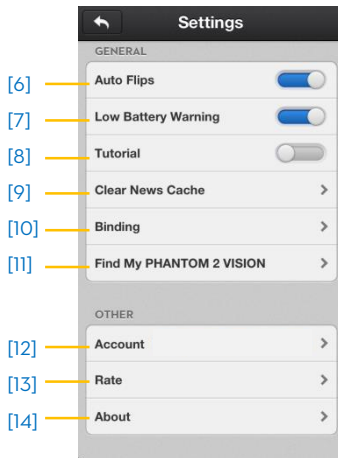 Settings
GENERAL
[6] Auto Flips
[7] Low Battery Warning
[8] Tutorial
[9] Clear News Cache
[10] Binding
[11] Find My PHANTOM 2 VISION
OTHER
[12] Account
[13] Rate
[14] About